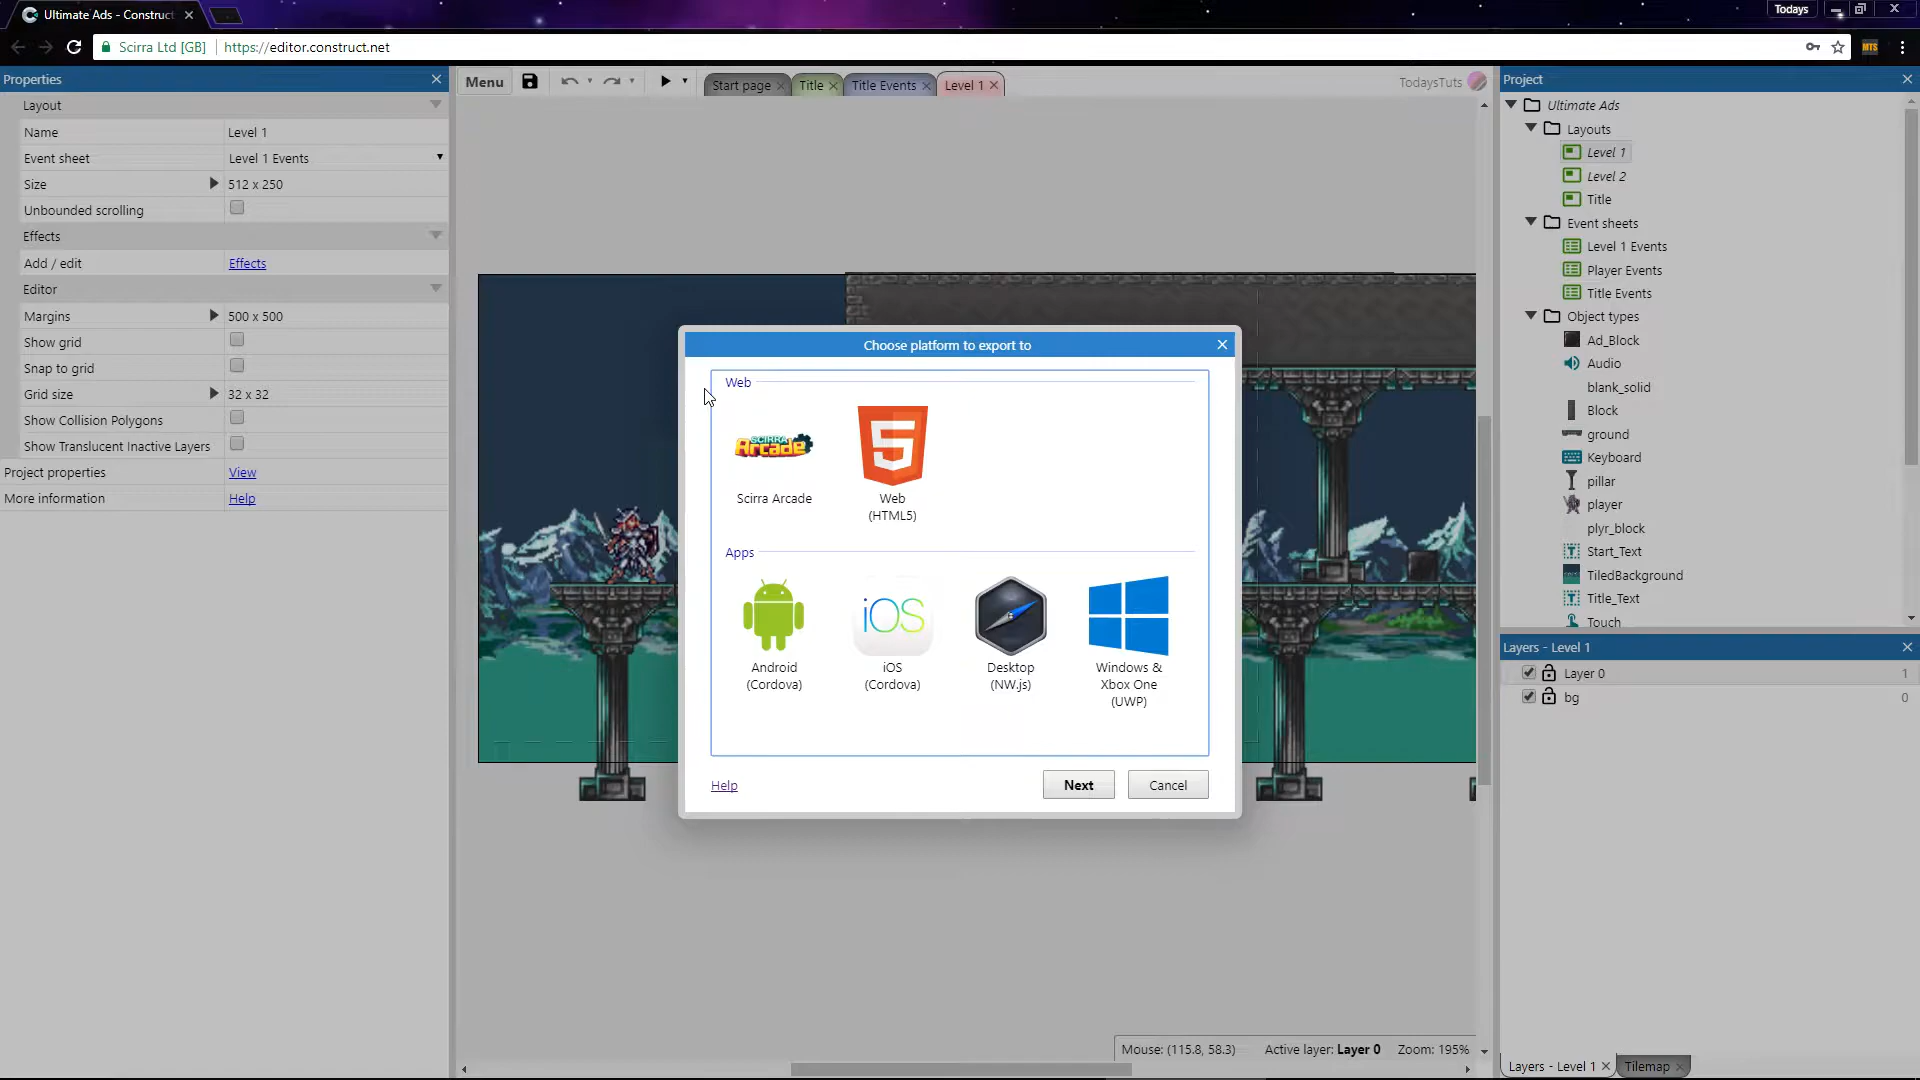 Ultimate Ads - Construct
Todays
Scirra Ltd [GB]
https://editor.construct.net
MTS
Properties
Layout
Name
Level 1
Event sheet
Level 1 Events
Size
512 x 250
Unbounded scrolling
Effects
Add / edit
Effects
Editor
Margins
500 x 500
Show grid
Snap to grid
Grid size
32 x 32
Show Collision Polygons
Show Translucent Inactive Layers
Project properties
View
More information
Help
Menu
Start page
Title
Title Events
Level 1
TodaysTuts
Choose platform to export to
Web
SCIRRA
Arcade
Scirra Arcade
5
Web
(HTML5)
Apps
Android
(Cordova)
iOS
iOS
(Cordova)
Desktop
(NW.js)
Windows &
Xbox One
(UWP)
Help
Next
Cancel
Mouse: (115.8, 58.3)
Active layer: Layer 0
Zoom: 195%
Project
Ultimate Ads
Layouts
Level 1
Level 2
Title
Event sheets
Level 1 Events
Player Events
Title Events
Object types
Ad_Block
Audio
blank_solid
Block
ground
Keyboard
pillar
player
plyr_block
Start_Text
TiledBackground
Title_Text
Touch
Layers - Level 1
Layer 0
1
bg
0
Layers - Level 1
Tilemap